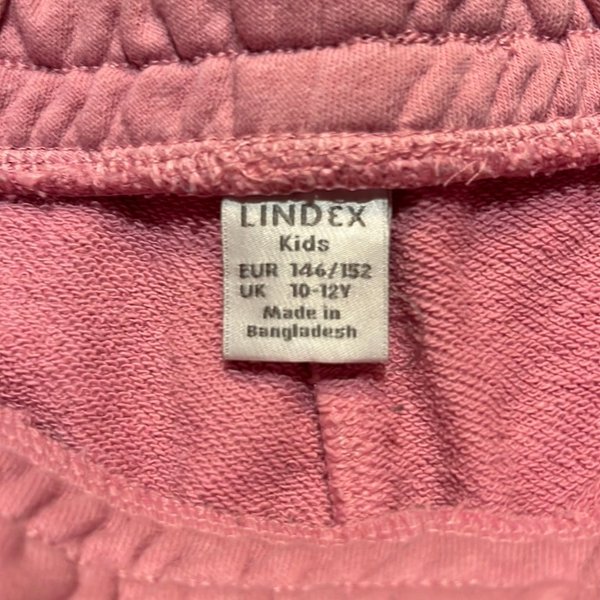 LINDEX
Kids
EUR 146/152
UK 10-12Y
Made in
Bangladesh